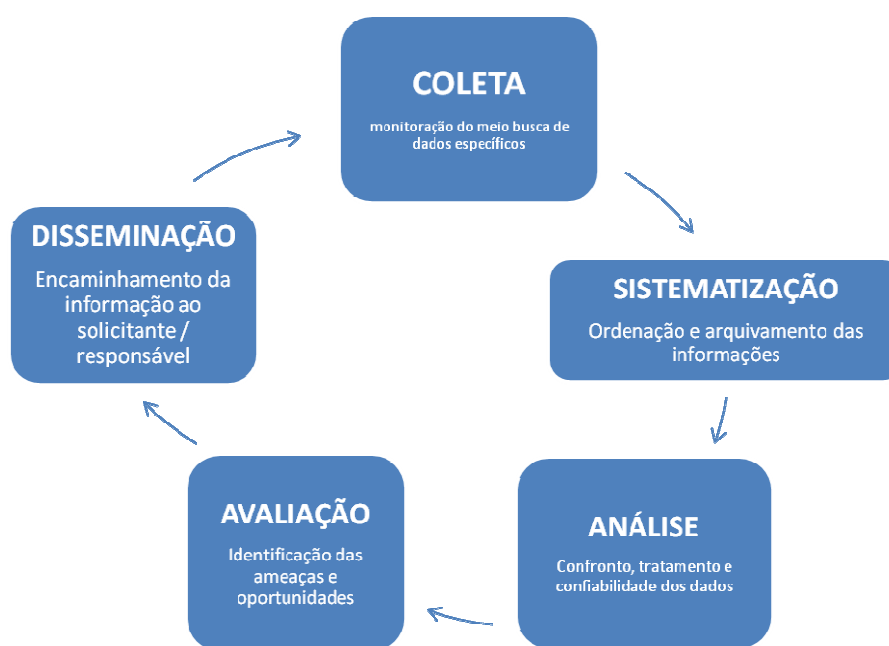 COLETA
monitoração do meio busca de
dados específicos
SISTEMATIZAÇÃO
Ordenação e arquivamento das
informações
ANÁLISE
Confronto, tratamento e
confiabilidade dos dados
AVALIAÇÃO
Identificação das
ameaças e
oportunidades
DISSEMINAÇÃO
Encaminhamento da
informação ao
solicitante /
responsável